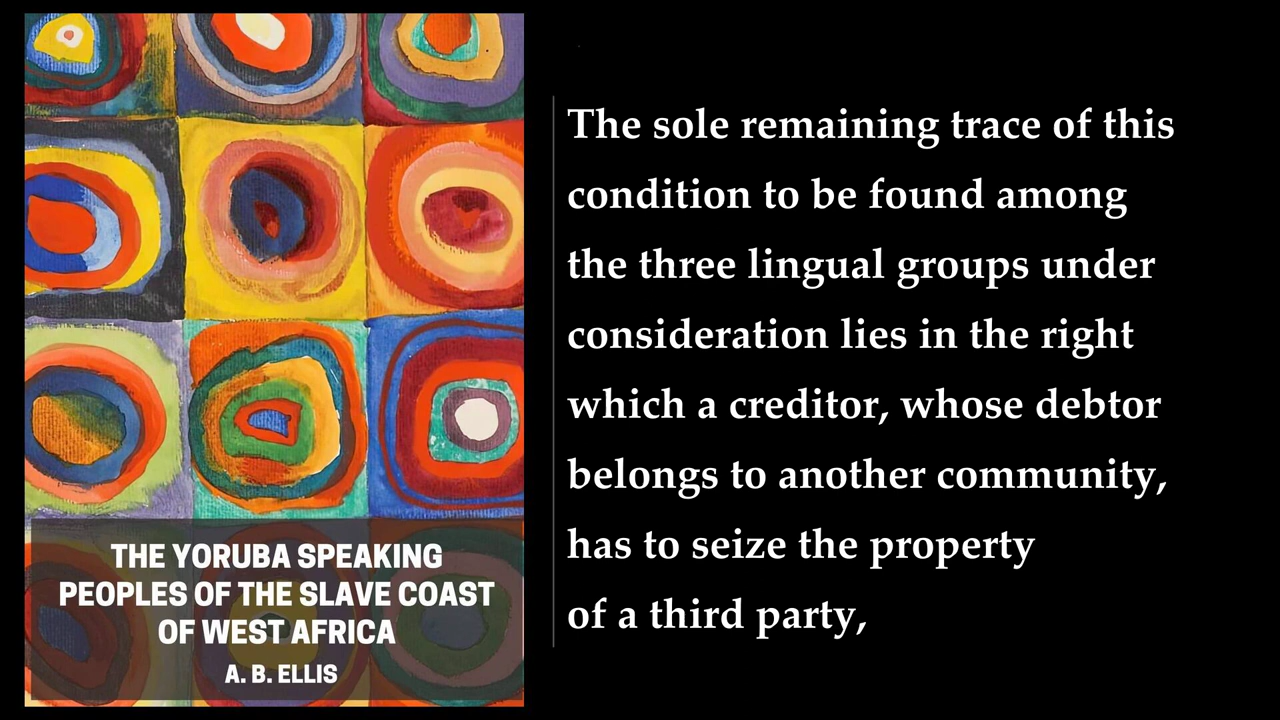 The sole remaining trace of this
condition to be found among
the three lingual groups under
consideration lies in the right
which a creditor, whose debtor
belongs to another community,
has to seize the property
of a third party,
THE YORUBA SPEAKING
PEOPLES OF THE SLAVE COAST
OF WEST AFRICA
A. B. ELLIS